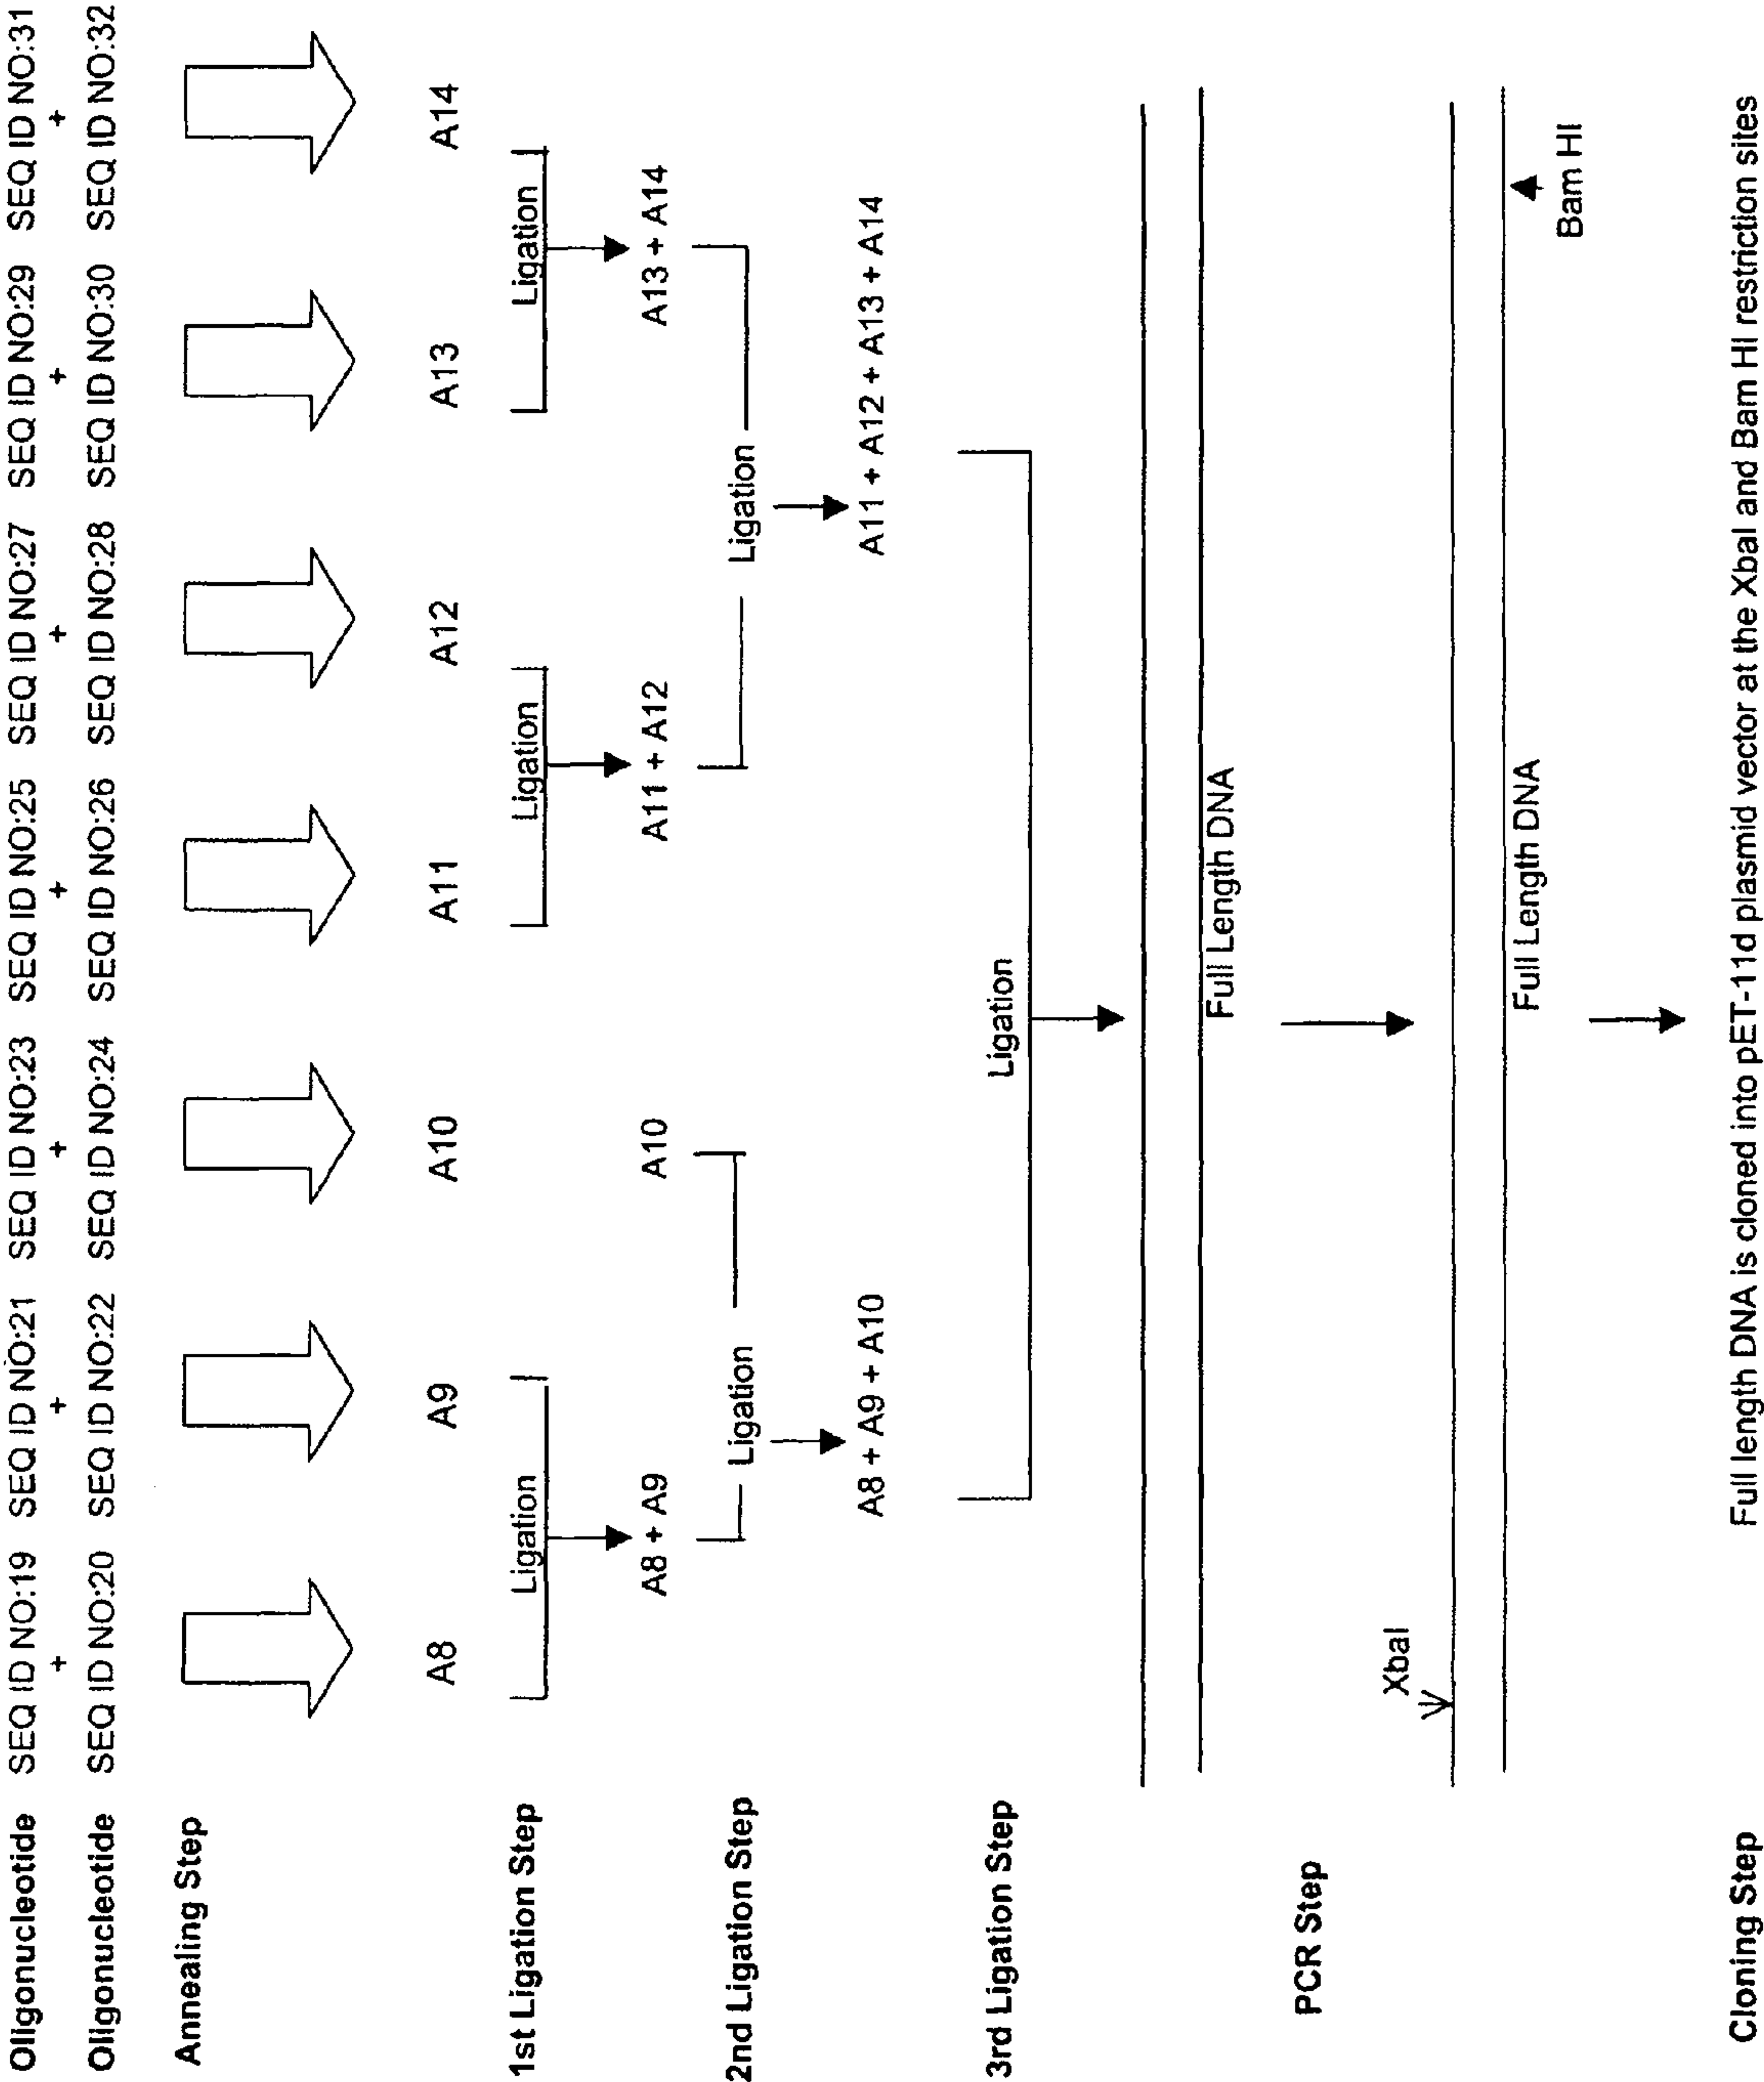 Oligonucleotide SEQ ID NO:19 SEQ ID NO:21 SEQ ID NO:23 SEQ ID NO:25 SEQ ID NO:27 SEQ ID NO:29 SEQ ID NO:31
+ + + + + + +
Oligonucleotide SEQ ID NO:20 SEQ ID NO:22 SEQ ID NO:24 SEQ ID NO:26 SEQ ID NO:28 SEQ ID NO:30 SEQ ID NO:32
Annealing Step
A8 A9 A10 A11 A12 A13 A14
1st Ligation Step Ligation Ligation Ligation
A8 + A9 A10 A11 + A12 A13 + A14
2nd Ligation Step Ligation Ligation
A8 + A9 + A10 A11 + A12 + A13 + A14
3rd Ligation Step Ligation
Full Length DNA
PCR Step
XbaI
Full Length DNA
Bam HI
Cloning Step Full length DNA is cloned into pET-11d plasmid vector at the XbaI and Bam HI restriction sites